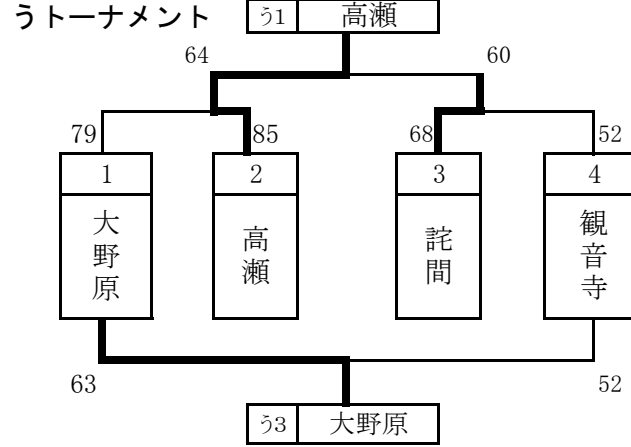 うトーナメント
う1 高瀬
64 60
79 85 68 52
1 2 3 4
大野原 高瀬 詫間 観音寺
63 52
う3 大野原